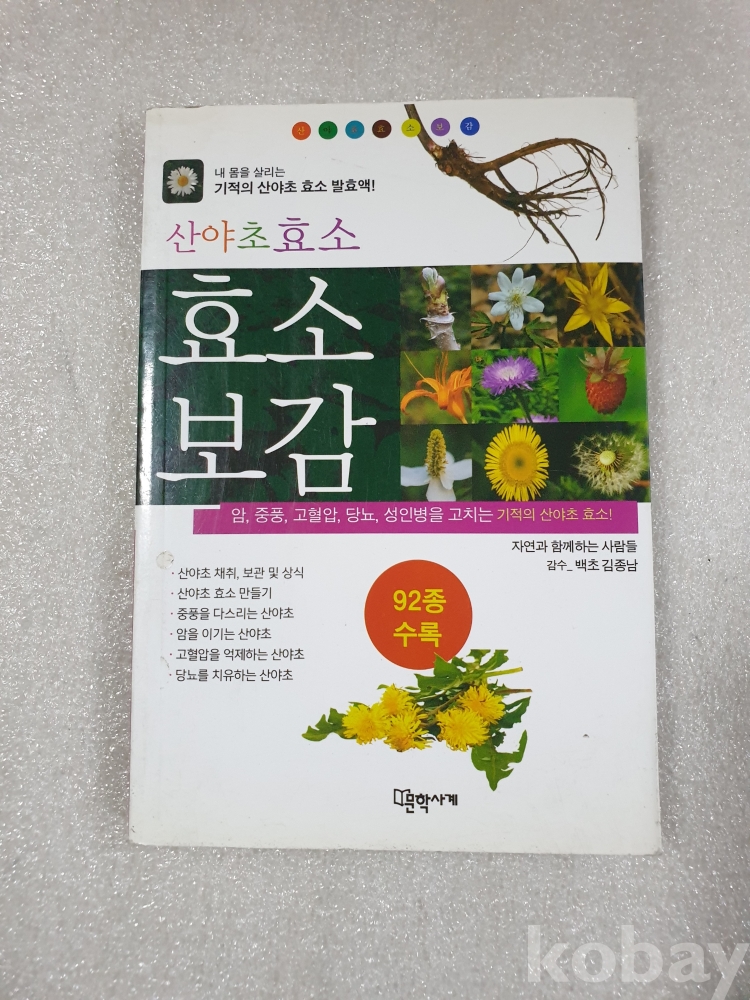 산야초효소보감
내 몸을 살리는
기적의 산야초 효소 발효액!
산야초효소
효소
보감
암, 중풍, 고혈압, 당뇨, 성인병을 고치는 기적의 산야초 효소!
자연과 함께하는 사람들
감수_ 백초 김종남
· 산야초 채취, 보관 및 상식
· 산야초 효소 만들기
· 중풍을 다스리는 산야초
· 암을 이기는 산야초
· 고혈압을 억제하는 산야초
· 당뇨를 치유하는 산야초
92종
수록
문학사계
kobay